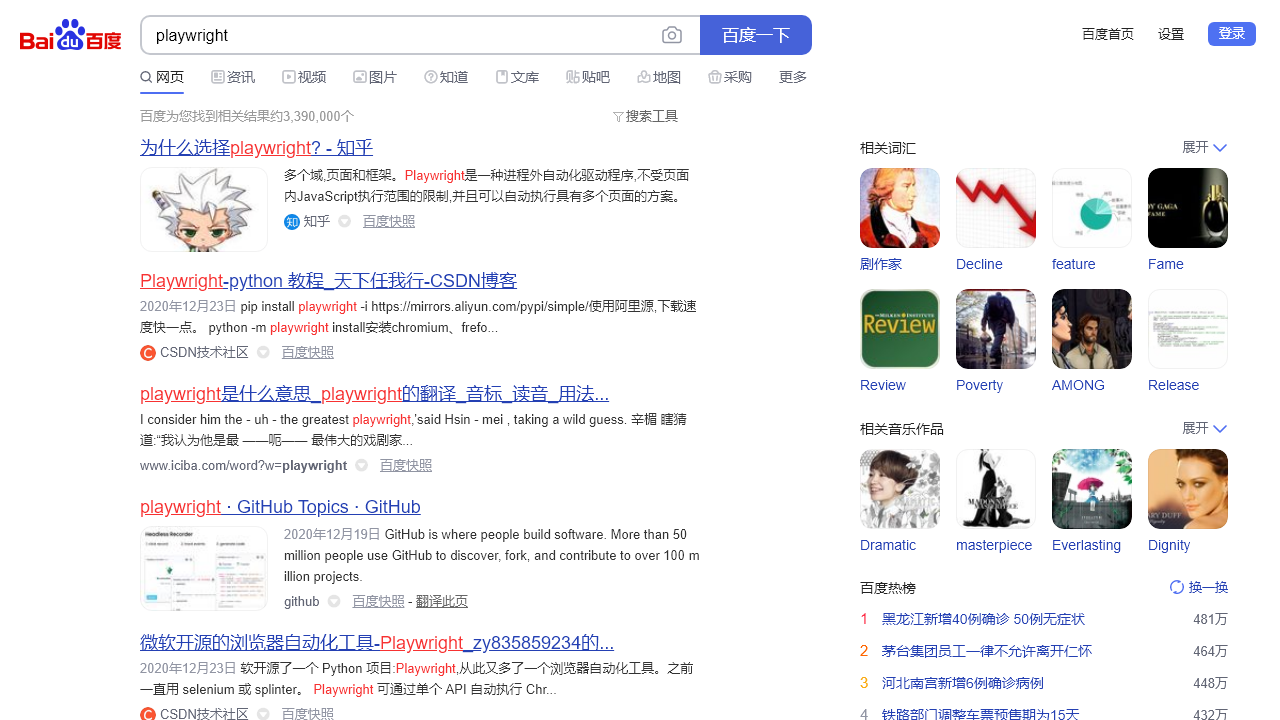 Bai du 百度
playwright
百度一下
百度首页 设置 登录
网页 资讯 视频 图片 知道 文库 贴吧 地图 采购 更多
百度为您找到相关结果约3,390,000个
搜索工具
为什么选择playwright? - 知乎
多个域,页面和框架。Playwright是一种进程外自动化驱动程序,不受页面
内JavaScript执行范围的限制,并且可以自动执行具有多个页面的方案。
知 知乎 百度快照
Playwright-python 教程_天下任我行-CSDN博客
2020年12月23日 pip install playwright -i https://mirrors.aliyun.com/pypi/simple/使用阿里源,下载速
度快一点。 python -m playwright install安装chromium、frefo...
C CSDN技术社区 百度快照
playwright是什么意思_playwright的翻译_音标_读音_用法...
I consider him the - uh - the greatest playwright,'said Hsin - mei , taking a wild guess. 辛楣 瞎猜
道:“我认为他是最 ——呃—— 最伟大的戏剧家...
www.iciba.com/word?w=playwright 百度快照
playwright · GitHub Topics · GitHub
Headless Recorder
2020年12月19日 GitHub is where people build software. More than 50
million people use GitHub to discover, fork, and contribute to over 100 m
illion projects.
github 百度快照 - 翻译此页
微软开源的浏览器自动化工具-Playwright_zy835859234的...
2020年12月23日 软开源了一个 Python 项目:Playwright,从此又多了一个浏览器自动化工具。之前
一直用 selenium 或 splinter。 Playwright 可通过单个 API 自动执行 Chr...
C CSDN技术社区 百度快照
相关词汇 展开
DY GAGA
FAME
剧作家 Decline feature Fame
MILKEN INSTITUTE
Review
Review Poverty AMONG Release
相关音乐作品 展开
MADONNA
ARY DUFF
Dignity
Dramatic masterpiece Everlasting Dignity
百度热榜 换一换
1 黑龙江新增40例确诊 50例无症状 481万
2 茅台集团员工一律不允许离开仁怀 464万
3 河北南宫新增6例确诊病例 448万
4 铁路部门调整车票预售期为15天 432万